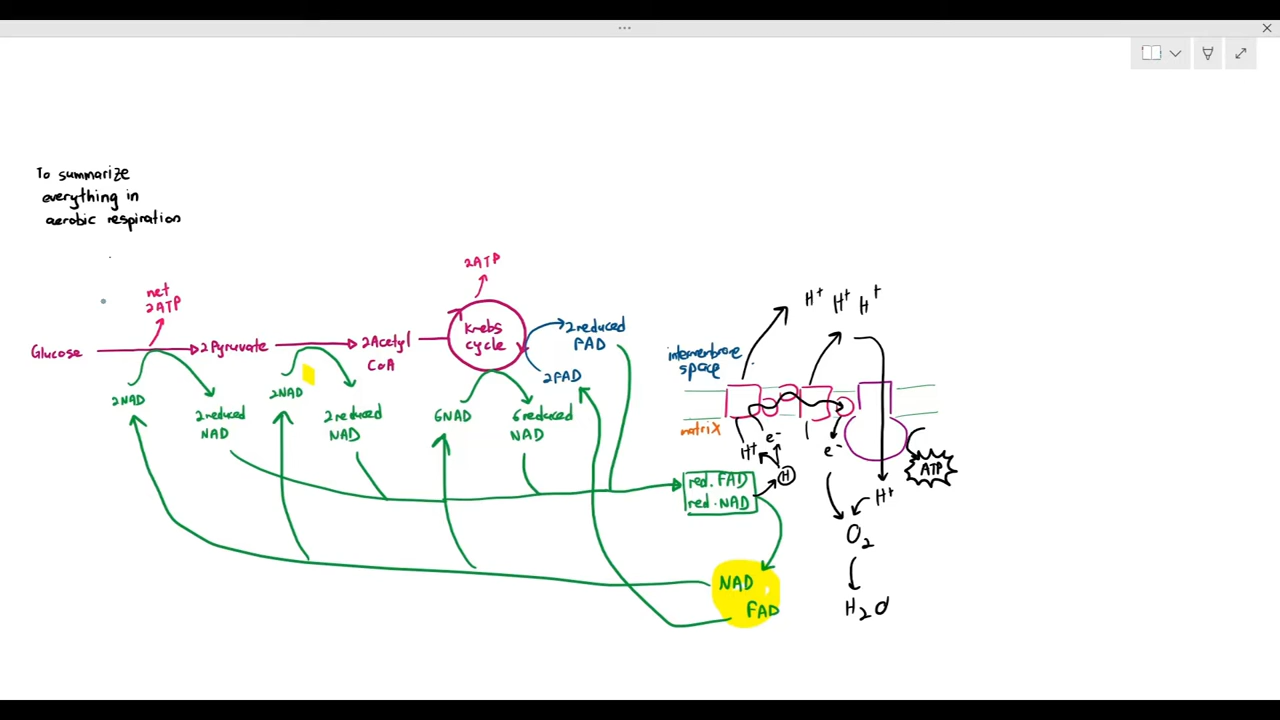 To summarize
everything in
aerobic respiration
net
2ATP
Glucose
2Pyruvate
2Acetyl
CoA
2ATP
Krebs
cycle
2reduced
FAD
2FAD
2NAD
2reduced
NAD
2NAD
2reduced
NAD
6NAD
6reduced
NAD
red. FAD
red. NAD
NAD
FAD
intermembrane
space
matrix
H+ H+ H+
H+
e-
H
e-
ATP
H+
O2
H2O